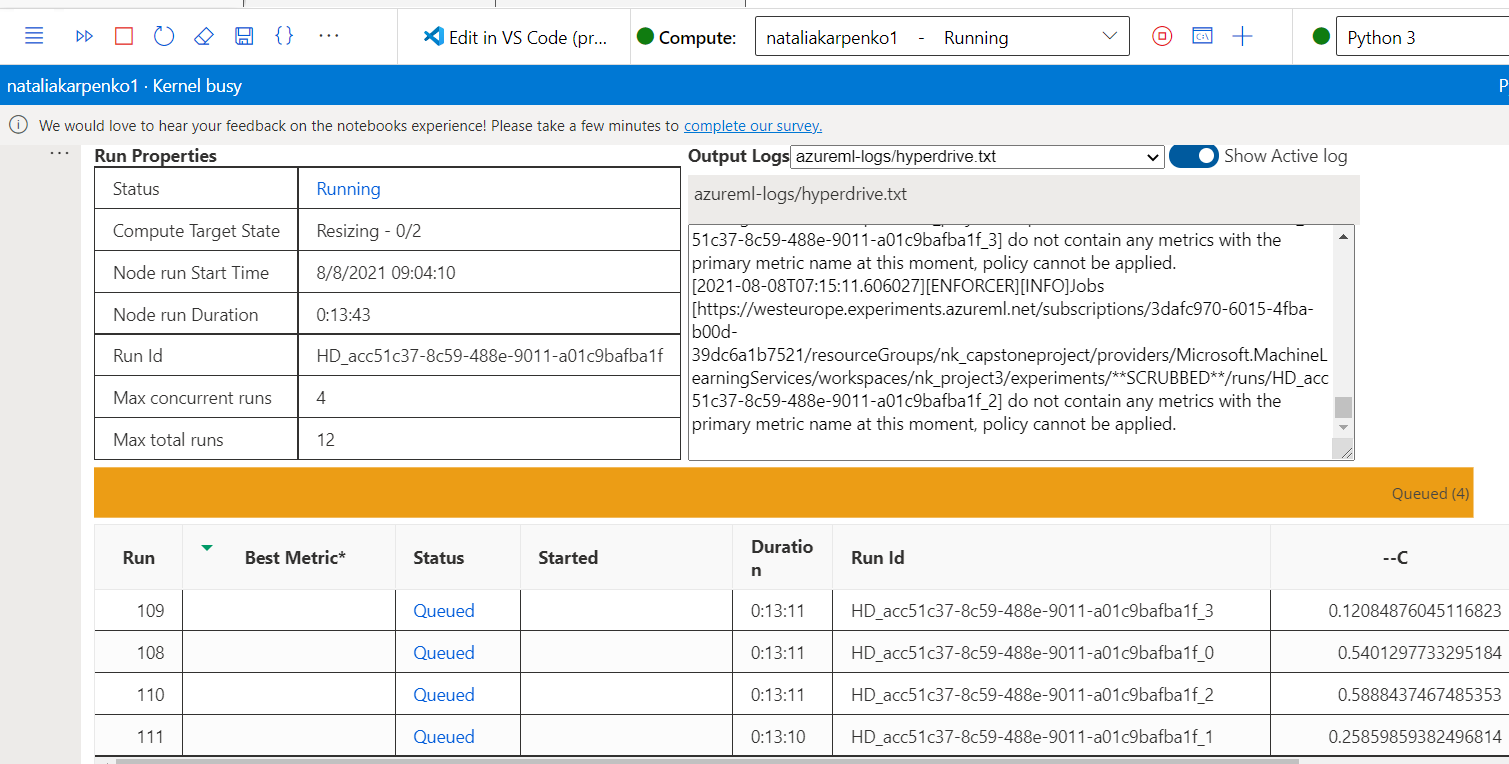 Edit in VS Code (pr...
Compute:
nataliakarpenko1 - Running
Python 3
nataliakarpenko1 · Kernel busy
P
We would love to hear your feedback on the notebooks experience! Please take a few minutes to complete our survey.
Run Properties
Status Running
Compute Target State Resizing - 0/2
Node run Start Time 8/8/2021 09:04:10
Node run Duration 0:13:43
Run Id HD_acc51c37-8c59-488e-9011-a01c9bafba1f
Max concurrent runs 4
Max total runs 12
Output Logs azureml-logs/hyperdrive.txt Show Active log
azureml-logs/hyperdrive.txt
51c37-8c59-488e-9011-a01c9bafba1f_3] do not contain any metrics with the
primary metric name at this moment, policy cannot be applied.
[2021-08-08T07:15:11.606027][ENFORCER][INFO]Jobs
[https://westeurope.experiments.azureml.net/subscriptions/3dafc970-6015-4fba-
b00d-
39dc6a1b7521/resourceGroups/nk_capstoneproject/providers/Microsoft.MachineL
earningServices/workspaces/nk_project3/experiments/**SCRUBBED**/runs/HD_acc
51c37-8c59-488e-9011-a01c9bafba1f_2] do not contain any metrics with the
primary metric name at this moment, policy cannot be applied.
Queued (4)
Run Best Metric* Status Started Duratio
n Run Id --C
109 Queued 0:13:11 HD_acc51c37-8c59-488e-9011-a01c9bafba1f_3 0.12084876045116823
108 Queued 0:13:11 HD_acc51c37-8c59-488e-9011-a01c9bafba1f_0 0.5401297733295184
110 Queued 0:13:11 HD_acc51c37-8c59-488e-9011-a01c9bafba1f_2 0.5888437467485353
111 Queued 0:13:10 HD_acc51c37-8c59-488e-9011-a01c9bafba1f_1 0.25859859382496814